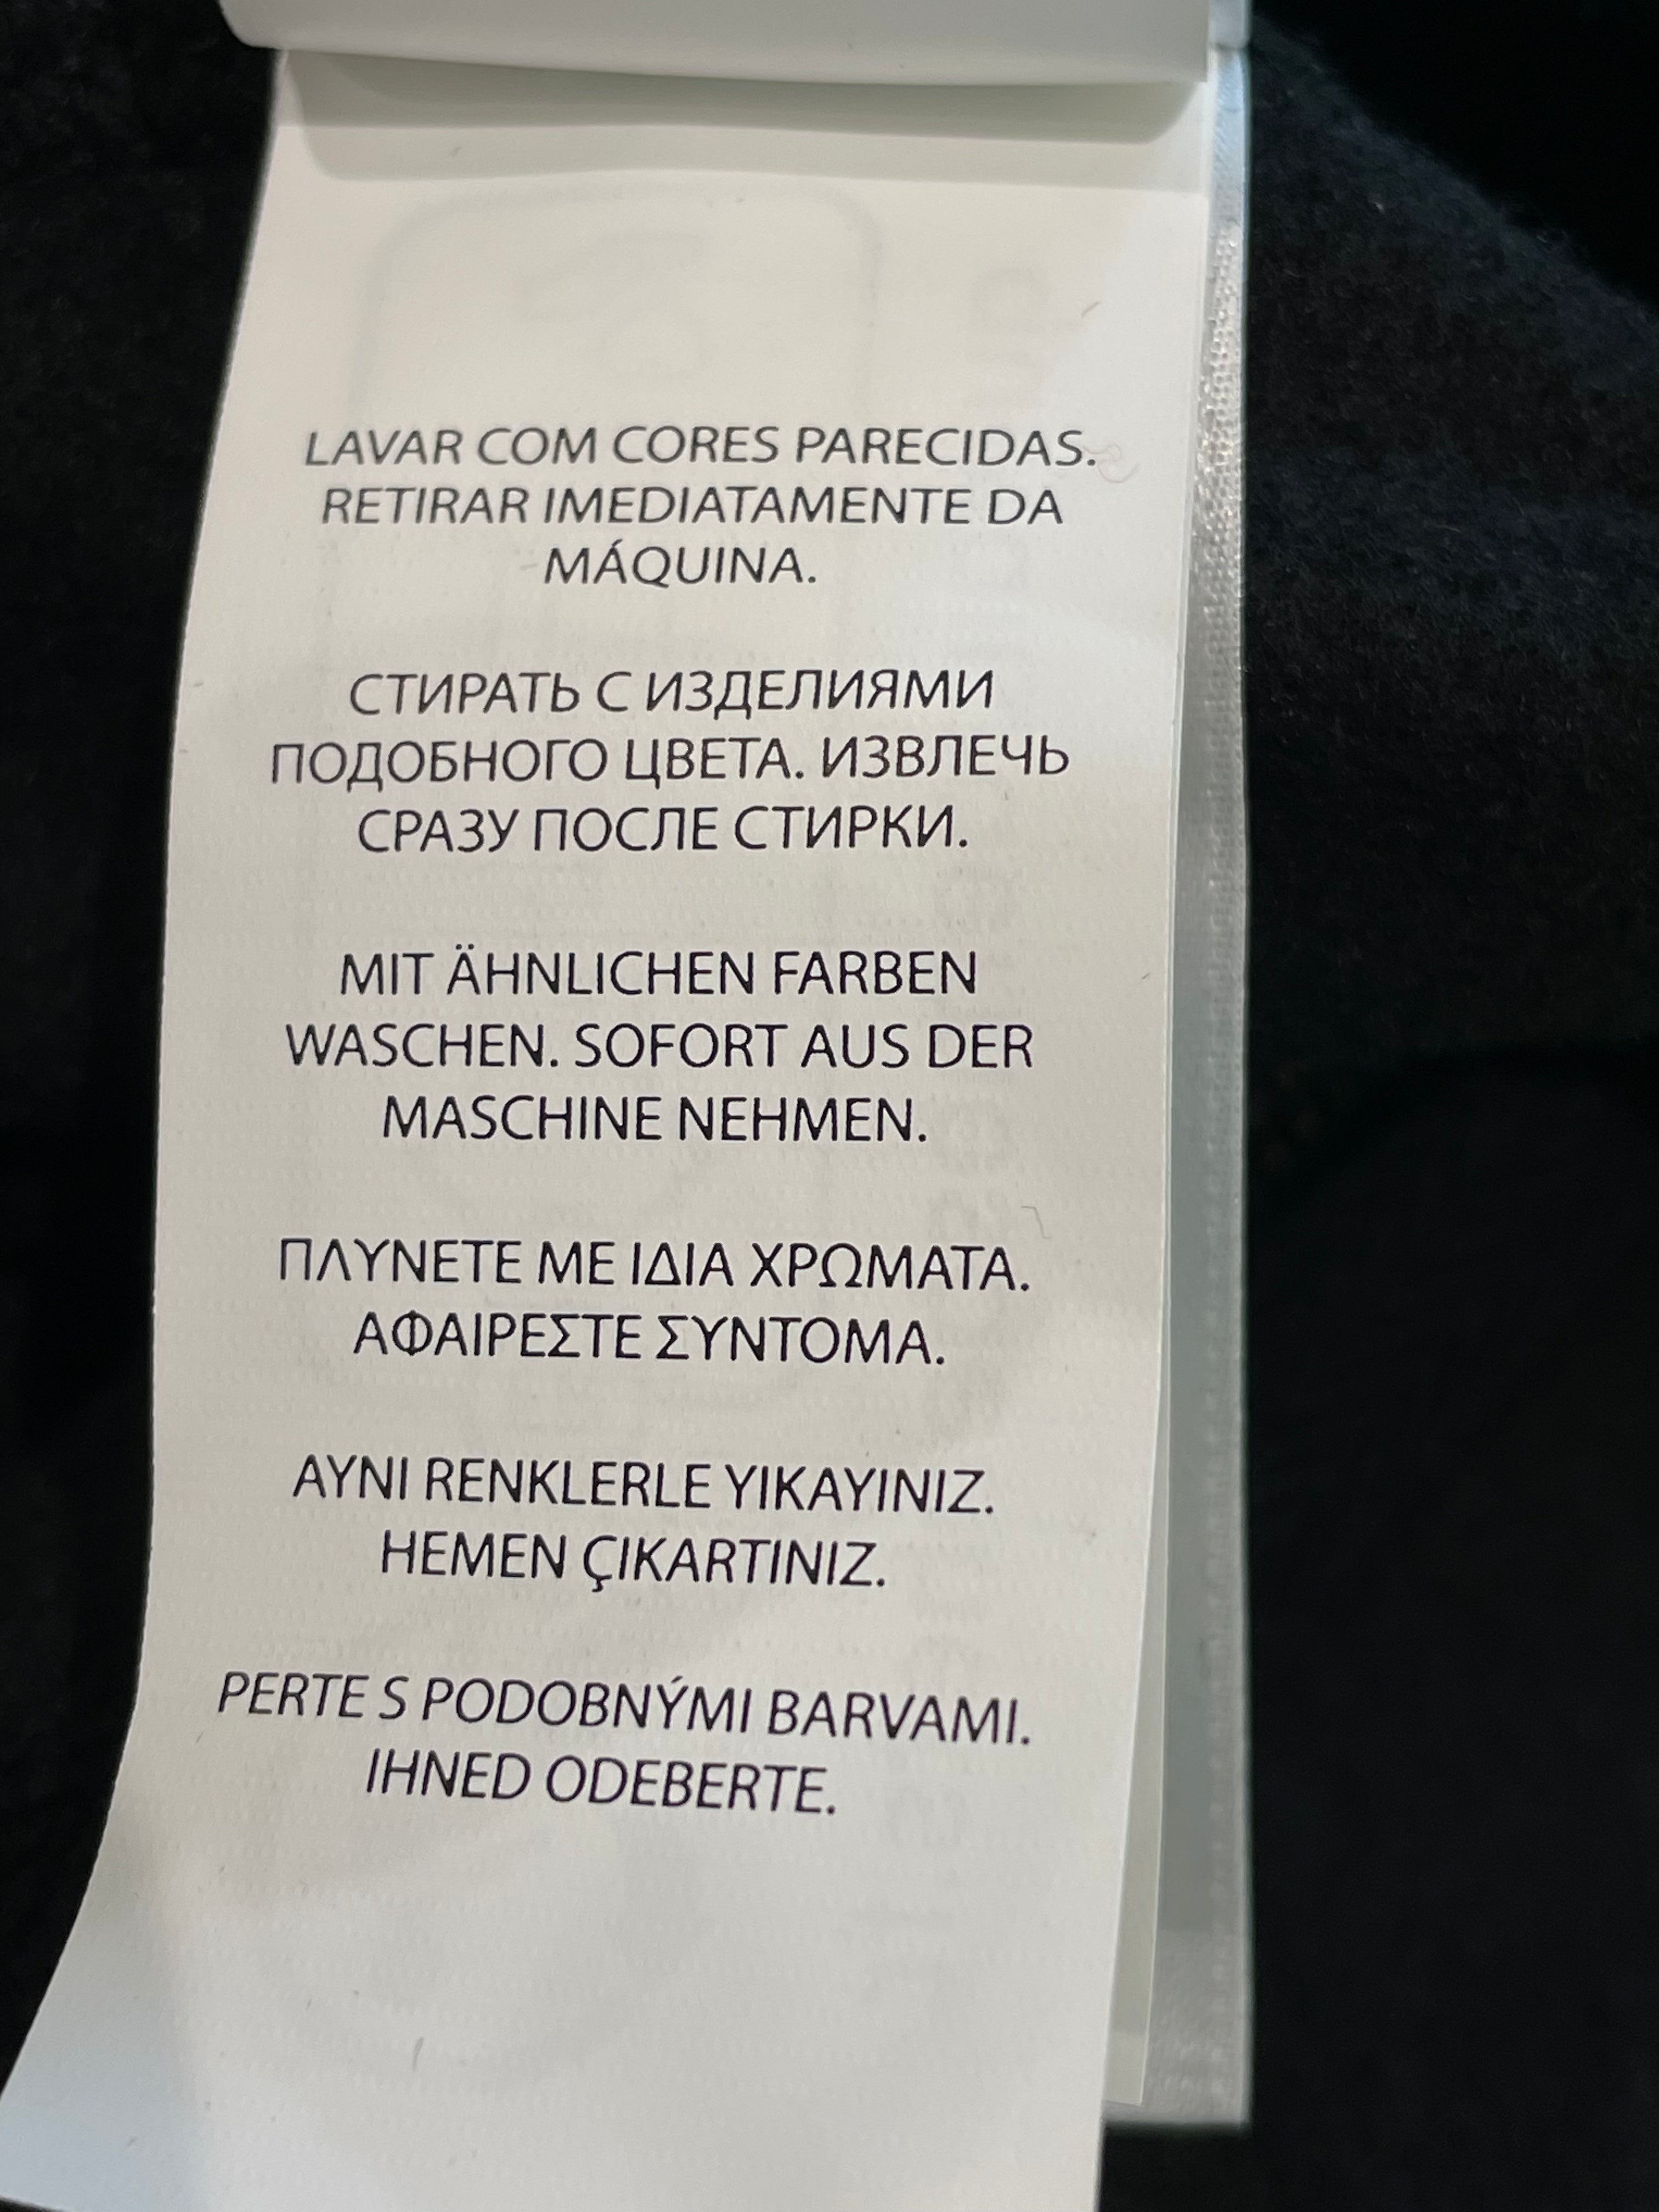 LAVAR COM CORES PARECIDAS.
RETIRAR IMEDIATAMENTE DA
MÁQUINA.
СТИРАТЬ С ИЗДЕЛИЯМИ
ПОДОБНОГО ЦВЕТА. ИЗВЛЕЧЬ
СРАЗУ ПОСЛЕ СТИРКИ.
MIT ÄHNLICHEN FARBEN
WASCHEN. SOFORT AUS DER
MASCHINE NEHMEN.
ΠΛΥΝΕΤΕ ΜΕ ΙΔΙΑ ΧΡΩΜΑΤΑ.
ΑΦΑΙΡΕΣΤΕ ΣΥΝΤΟΜΑ.
AYNI RENKLERLE YIKAYINIZ.
HEMEN ÇIKARTINIZ.
PERTE S PODOBNÝMI BARVAMI.
IHNED ODEBERTE.